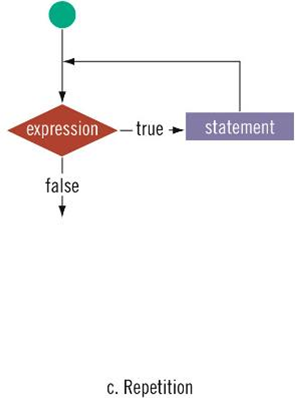 expression
true
statement
false
c. Repetition